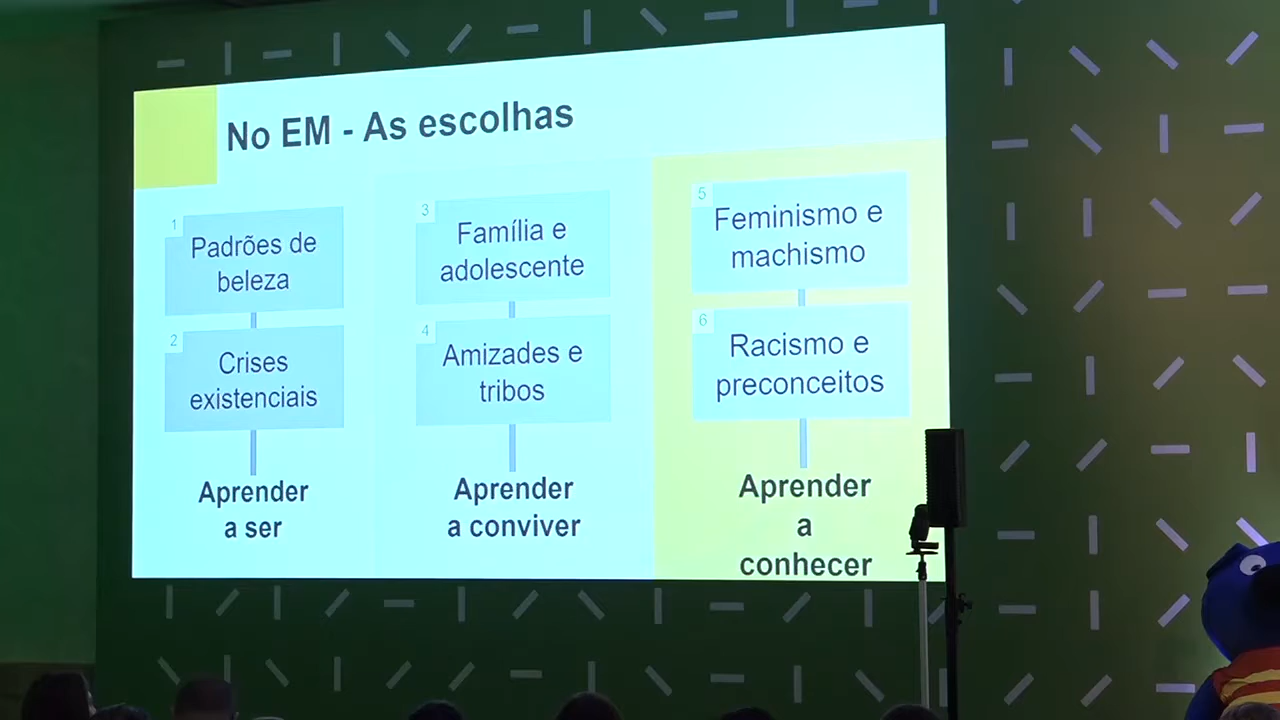 No EM - As escolhas
1
Padrões de
beleza
2
Crises
existenciais
Aprender
a ser
3
Família e
adolescente
4
Amizades e
tribos
Aprender
a conviver
5
Feminismo e
machismo
6
Racismo e
preconceitos
Aprender
a
conhecer